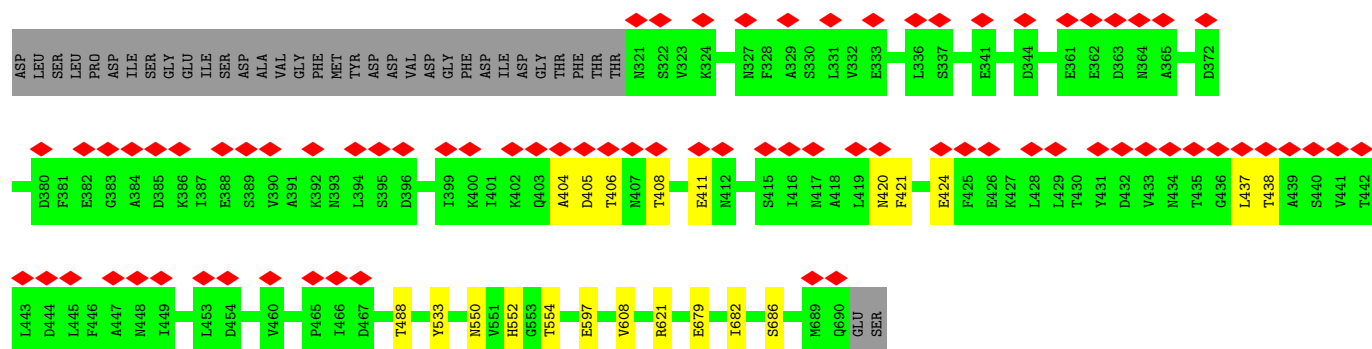 ASP LEU SER LEU PRO ASP ILE SER GLY GLU ILE SER ASP ALA VAL GLY PHE MET TYR ASP ASP VAL ASP GLY PHE ASP ILE ASP GLY THR PHE THR THR N321 S322 V323 K324 N327 F328 A329 S330 L331 V332 E333 L336 S337 E341 D344 E361 E362 D363 N364 A365 D372
D380 F381 E382 G383 A384 D385 K386 I387 E388 S389 V390 A391 K392 N393 L394 S395 D396 I399 K400 I401 K402 Q403 A404 D405 T406 N407 T408 E411 N412 S415 I416 N417 A418 L419 N420 F421 E424 F425 E426 K427 L428 L429 T430 Y431 D432 V433 N434 T435 G436 L437 T438 A439 S440 V441 T442
L443 D444 L445 F446 A447 N448 I449 L453 D454 V460 P465 I466 D467 T488 Y533 N550 V551 H552 G553 T554 E597 V608 R621 E679 I682 S686 M689 Q690 GLU SER